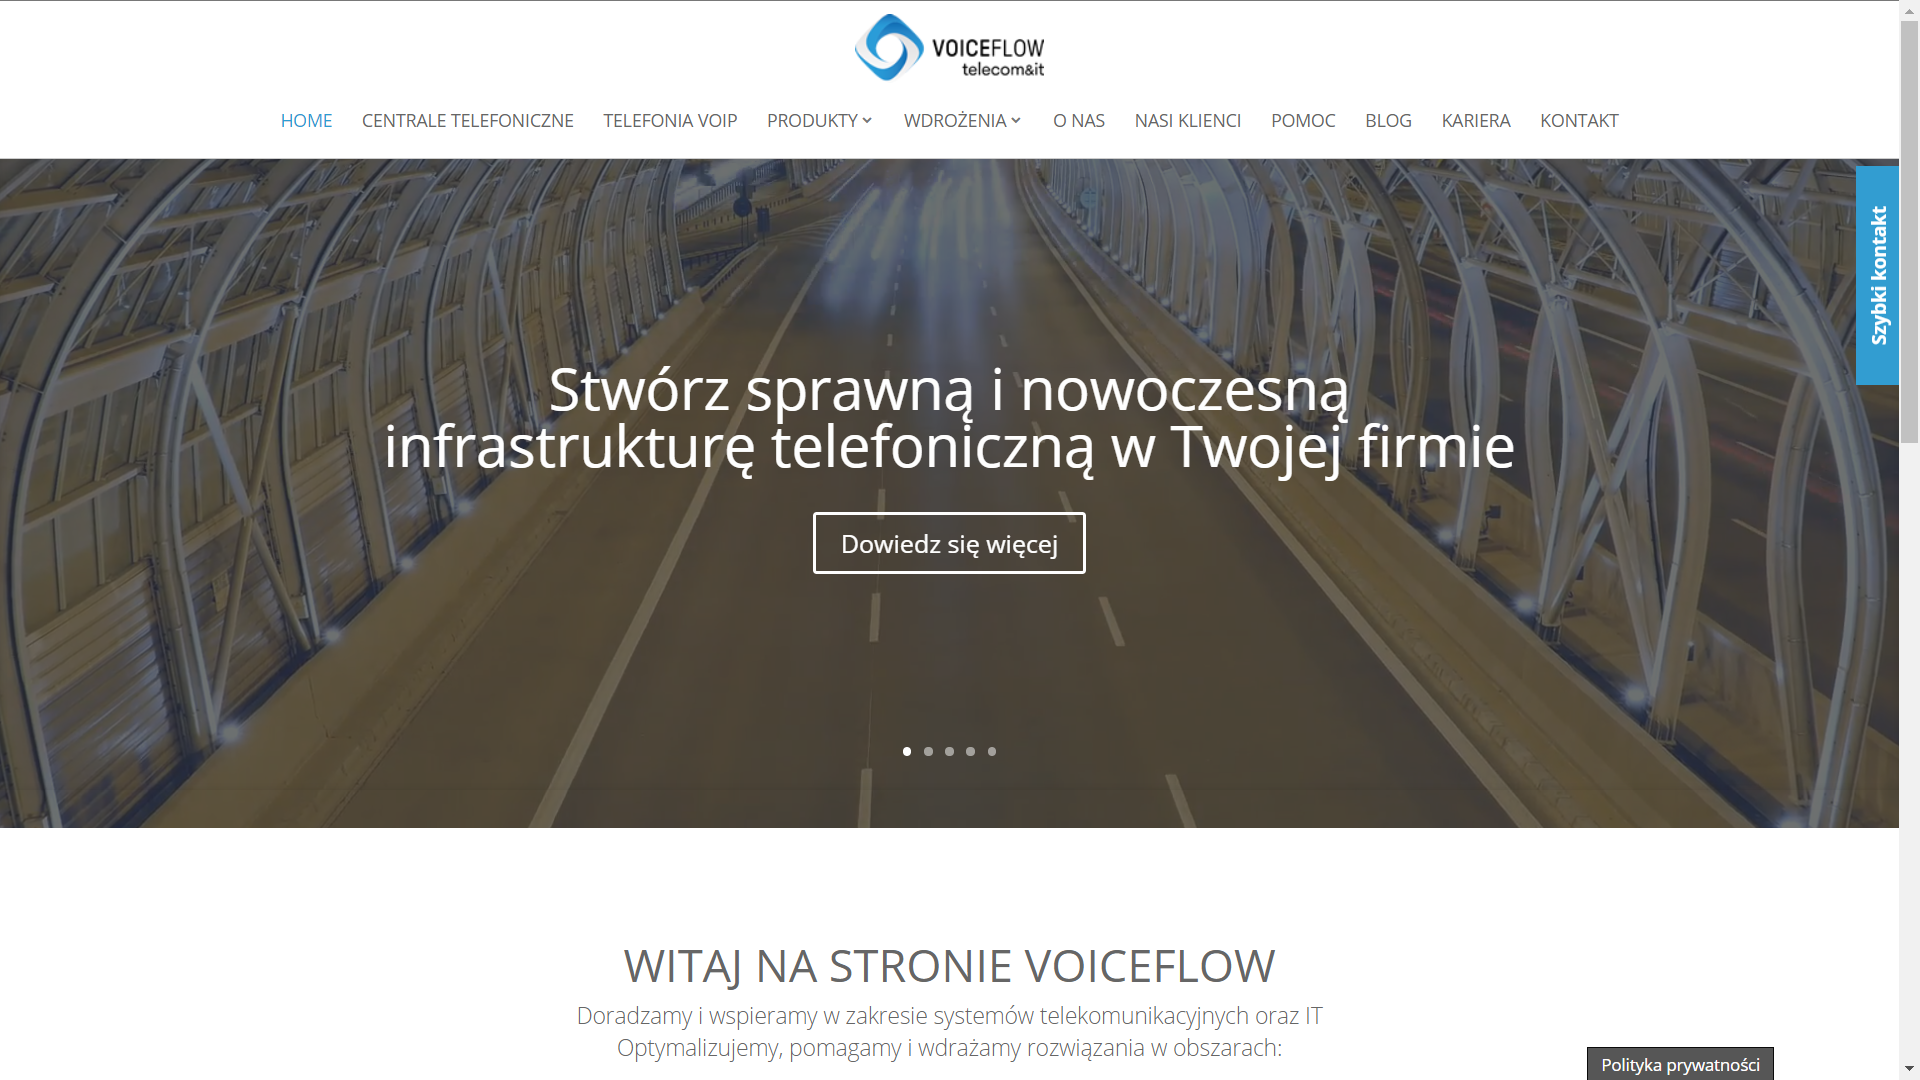 VOICEFLOW
telecom&it
HOME CENTRALE TELEFONICZNE TELEFONIA VOIP PRODUKTY WDROŻENIA O NAS NASI KLIENCI POMOC BLOG KARIERA KONTAKT
Szybki kontakt
Stwórz sprawną i nowoczesną
infrastrukturę telefoniczną w Twojej firmie
Dowiedz się więcej
WITAJ NA STRONIE VOICEFLOW
Doradzamy i wspieramy w zakresie systemów telekomunikacyjnych oraz IT
Optymalizujemy, pomagamy i wdrażamy rozwiązania w obszarach:
Polityka prywatności